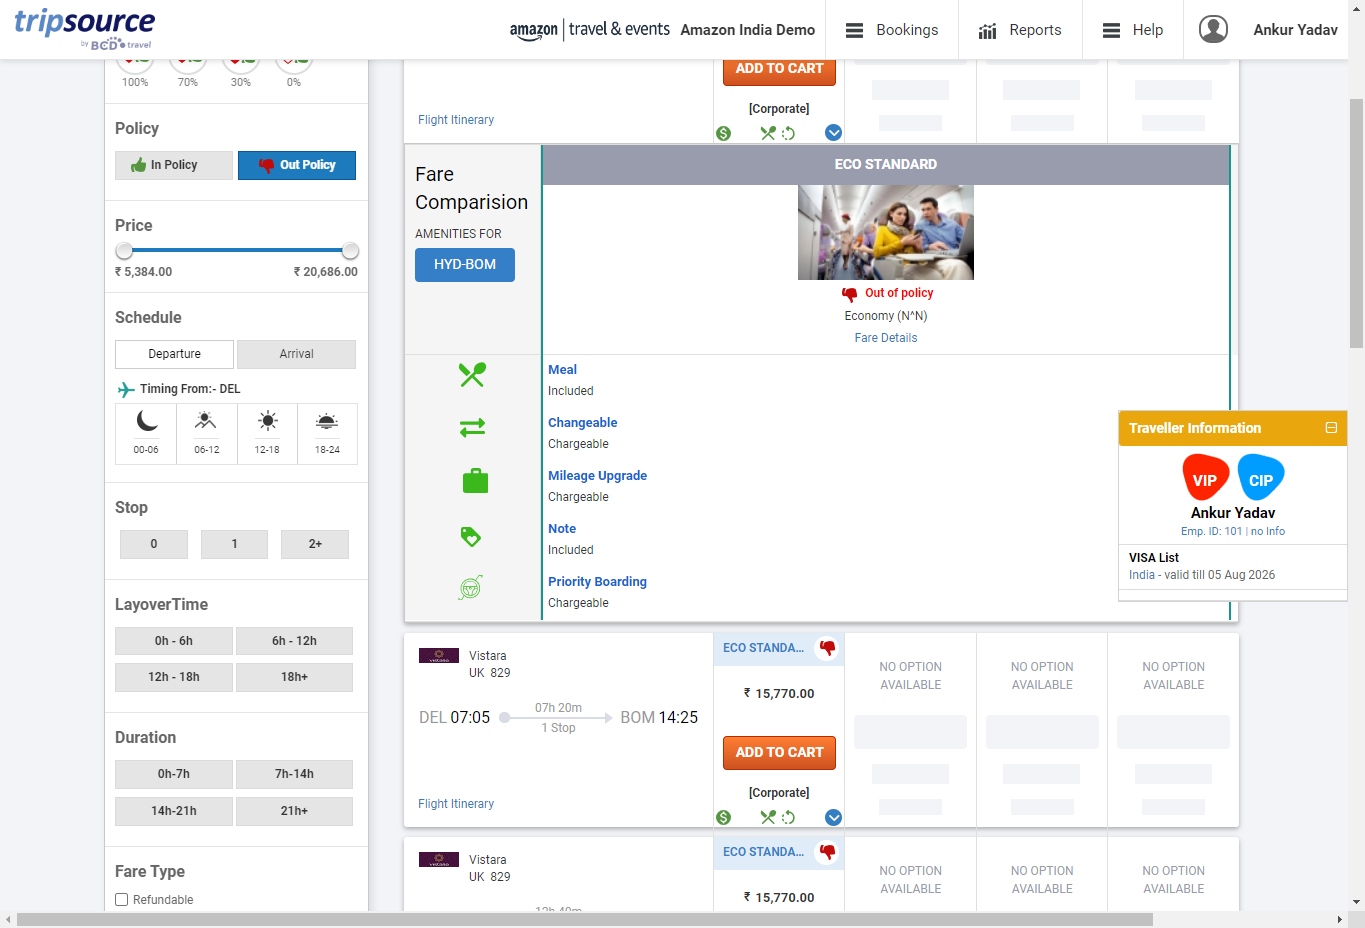 tripsource
by BCD travel
amazon | travel & events
Amazon India Demo
Bookings
Reports
Help
Ankur Yadav
100%
70%
30%
0%
Policy
In Policy
Out Policy
Price
₹ 5,384.00
₹ 20,686.00
Schedule
Departure
Arrival
Timing From:- DEL
00-06
06-12
12-18
18-24
Stop
0
1
2+
LayoverTime
0h - 6h
6h - 12h
12h - 18h
18h+
Duration
0h-7h
7h-14h
14h-21h
21h+
Fare Type
Refundable
ADD TO CART
[Corporate]
Flight Itinerary
Fare
Comparision
AMENITIES FOR
HYD-BOM
ECO STANDARD
Out of policy
Economy (N^N)
Fare Details
Meal
Included
Changeable
Chargeable
Mileage Upgrade
Chargeable
Note
Included
Priority Boarding
Chargeable
Traveller Information
VIP
CIP
Ankur Yadav
Emp. ID: 101 | no Info
VISA List
India - valid till 05 Aug 2026
VISTARA
Vistara
UK 829
DEL 07:05
07h 20m
1 Stop
BOM 14:25
Flight Itinerary
ECO STANDA...
₹ 15,770.00
ADD TO CART
[Corporate]
NO OPTION
AVAILABLE
NO OPTION
AVAILABLE
NO OPTION
AVAILABLE
VISTARA
Vistara
UK 829
12h 40m
ECO STANDA...
₹ 15,770.00
NO OPTION
AVAILABLE
NO OPTION
AVAILABLE
NO OPTION
AVAILABLE